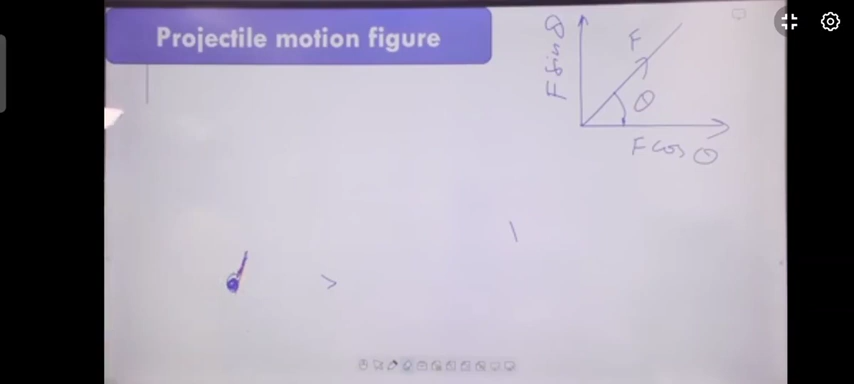 Projectile motion figure
F
F sin θ
θ
F cos θ